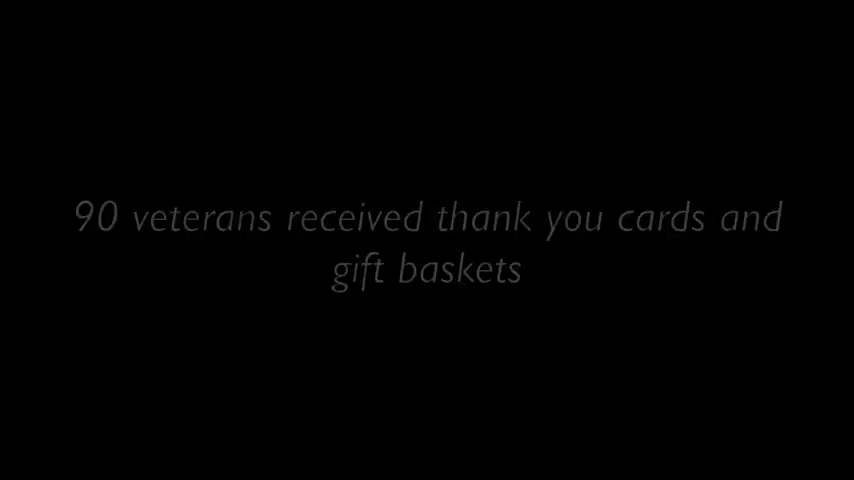 90 veterans received thank you cards and
gift baskets